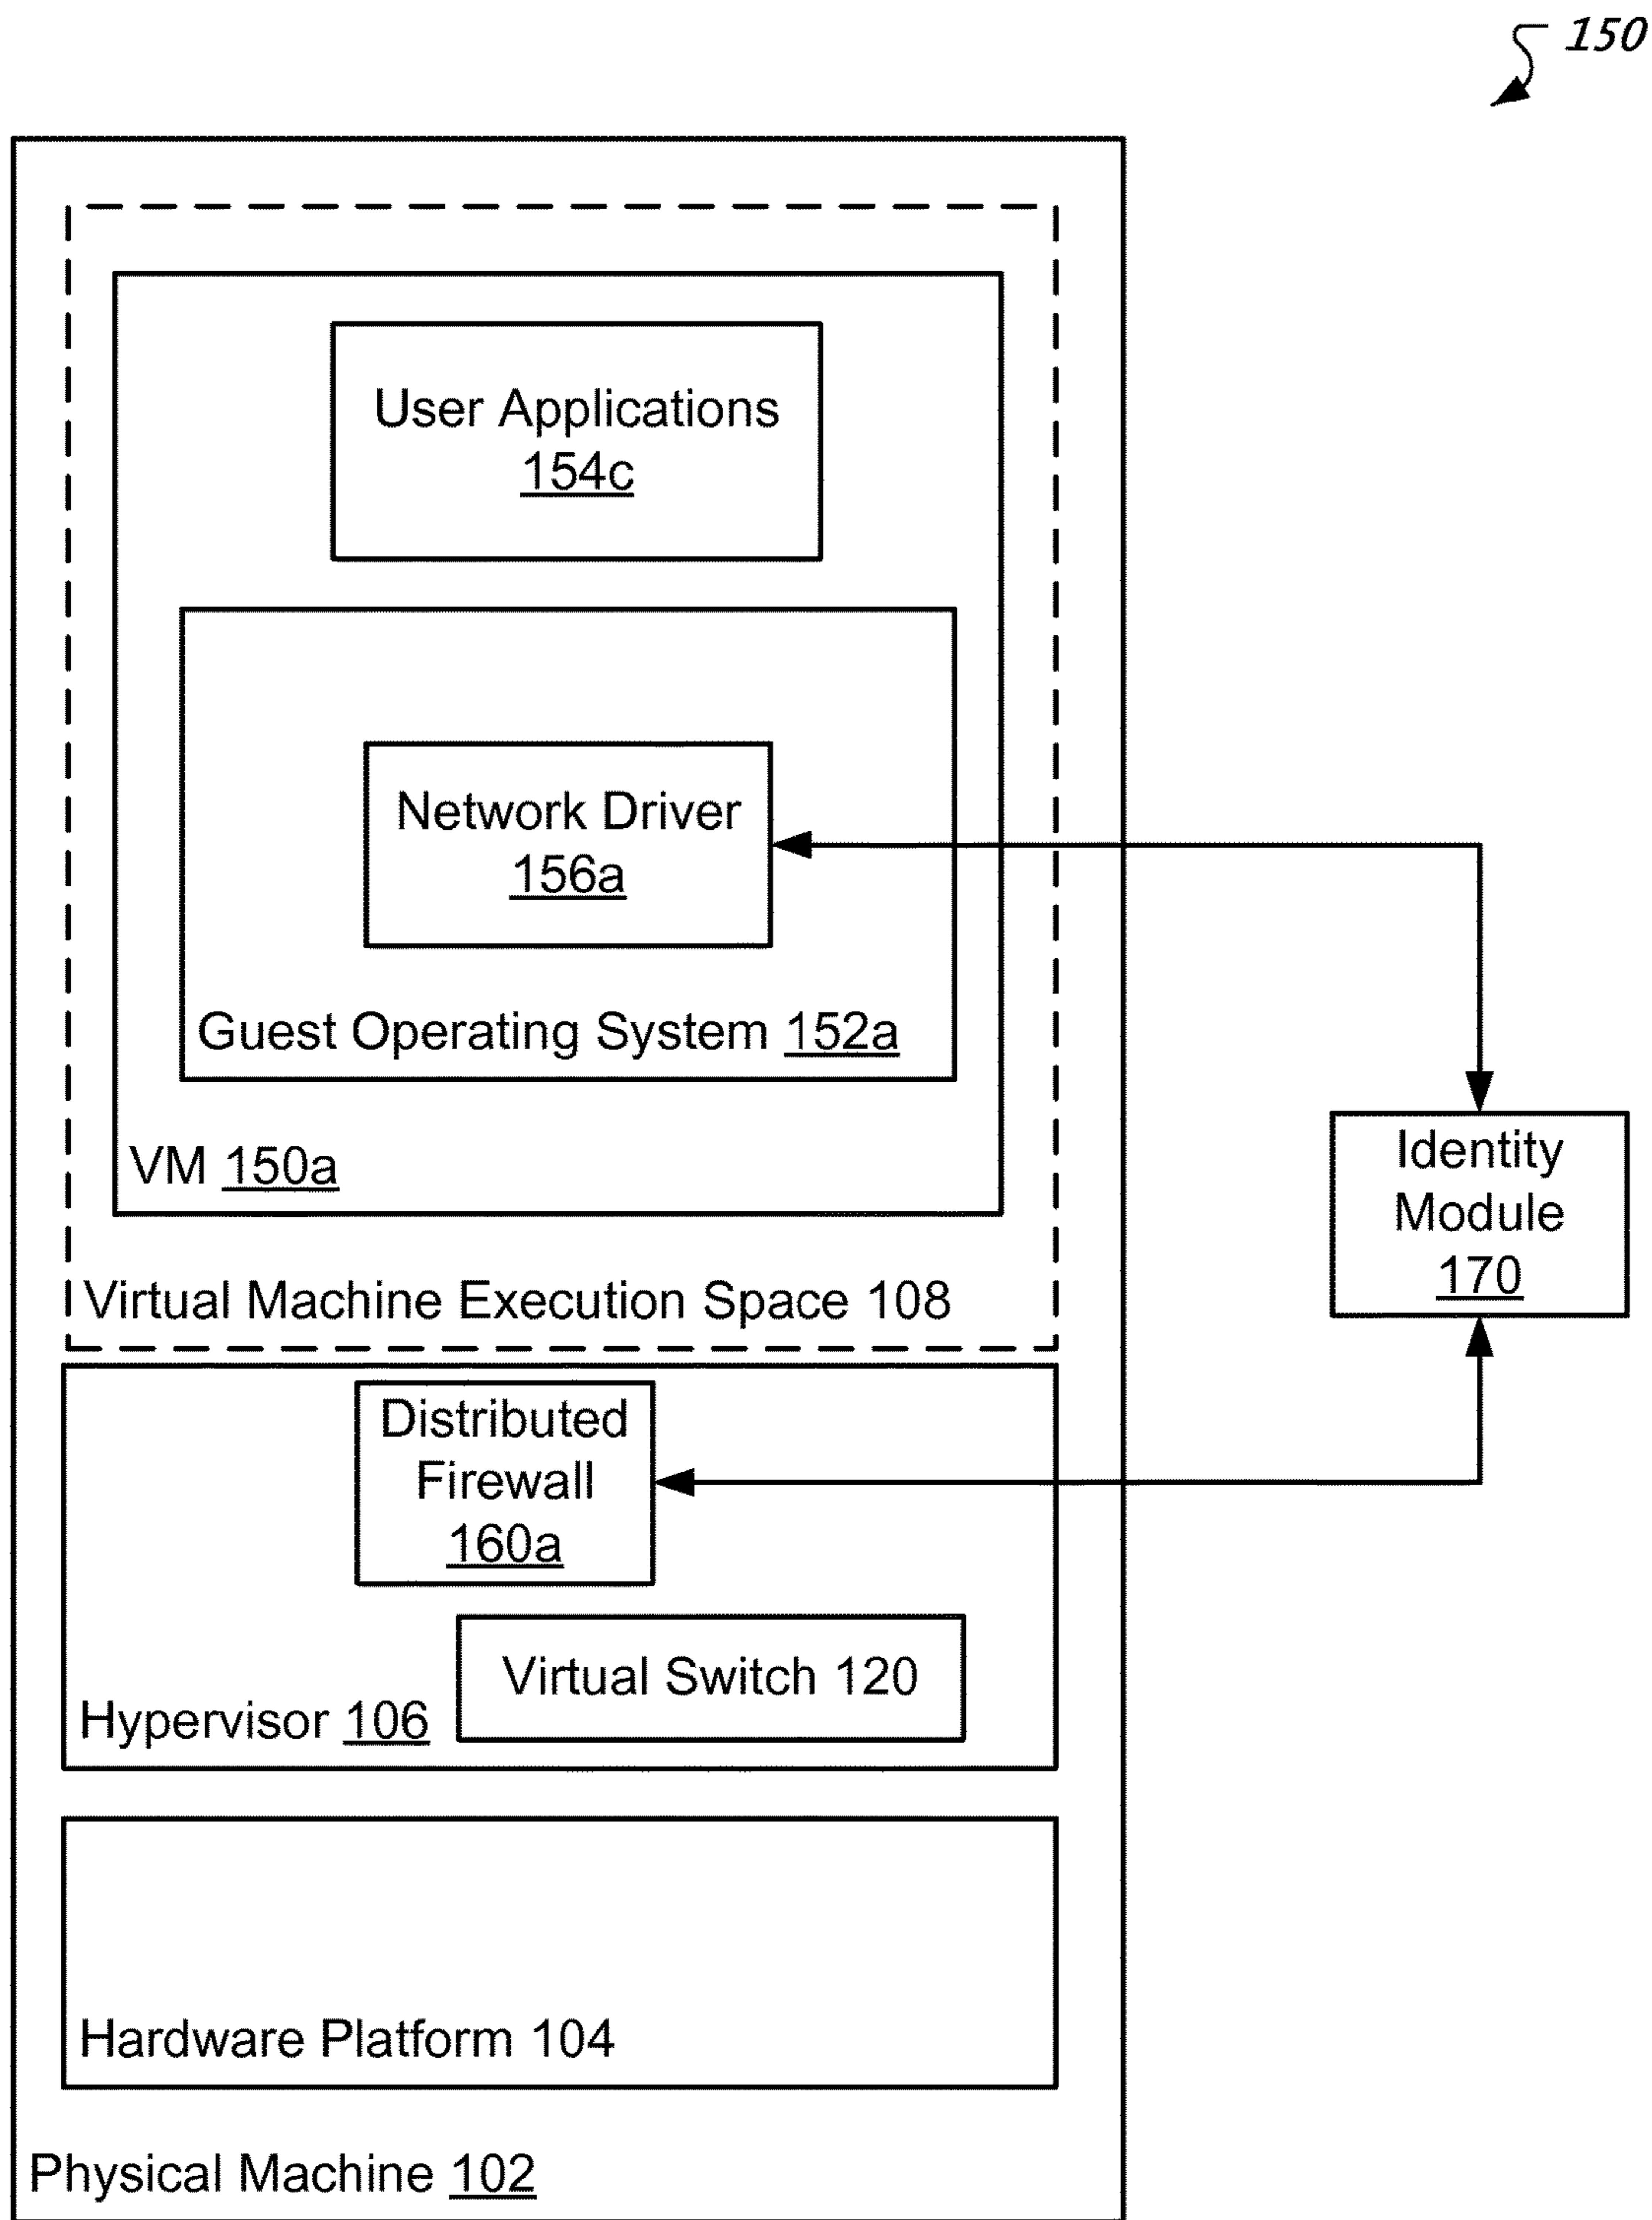 150
User Applications
154c
Network Driver
156a
Guest Operating System 152a
VM 150a
Identity
Module
170
Virtual Machine Execution Space 108
Distributed
Firewall
160a
Virtual Switch 120
Hypervisor 106
Hardware Platform 104
Physical Machine 102